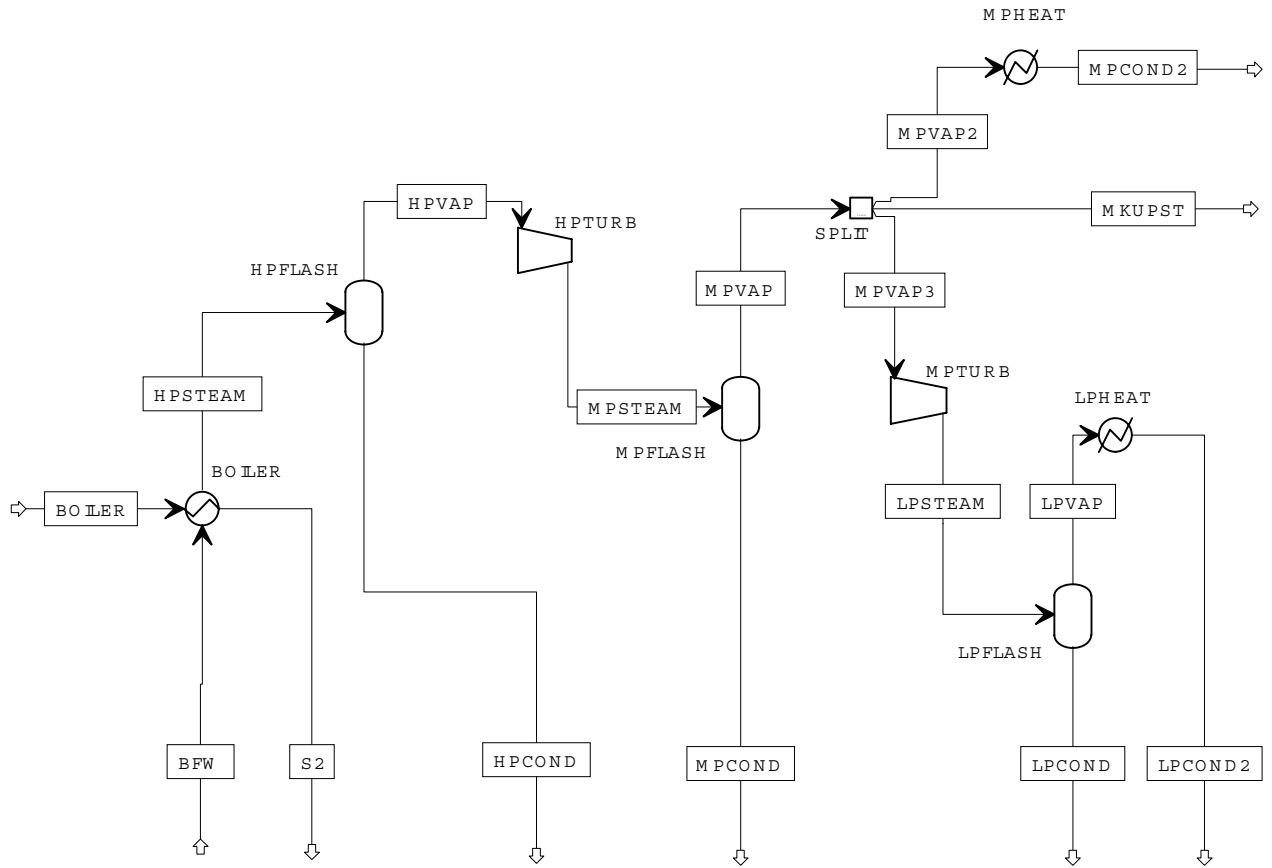 MPHEAT
MPCOND2
MPVAP2
HPVAP
MKUPST
HPTURB
SPLIT
HPFLASH
MPVAP
MPVAP3
MPTURB
HPSTEAM
LPHEAT
MPSTEAM
MPFLASH
BOILER
BOILER
LPSTEAM
LPVAP
LPFLASH
BFW
S2
HPCOND
MPCOND
LPCOND
LPCOND2